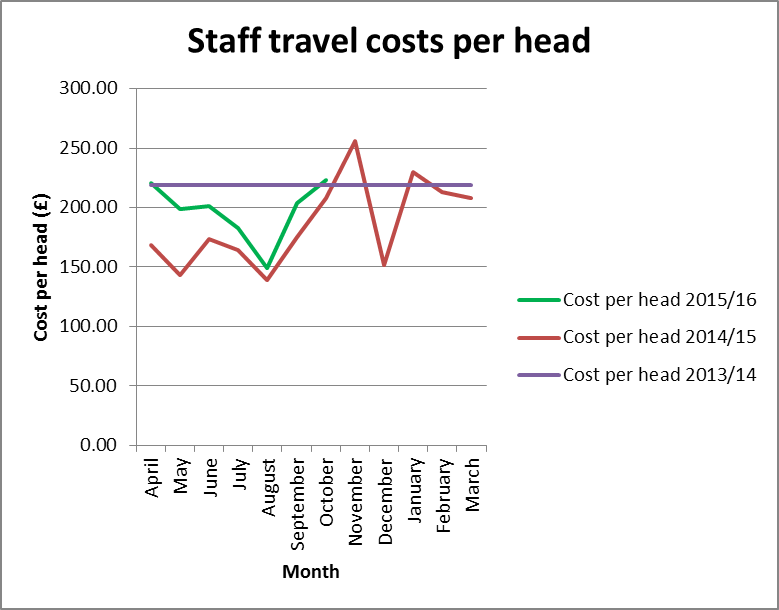 Staff travel costs per head
300.00
250.00
200.00
150.00
100.00
50.00
0.00
Cost per head (£)
April
May
June
July
August
September
October
November
December
January
February
March
Month
Cost per head 2015/16
Cost per head 2014/15
Cost per head 2013/14